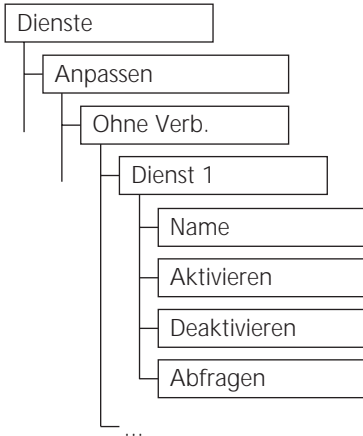 Dienste
Anpassen
Ohne Verb.
Dienst 1
Name
Aktivieren
Deaktivieren
Abfragen
...